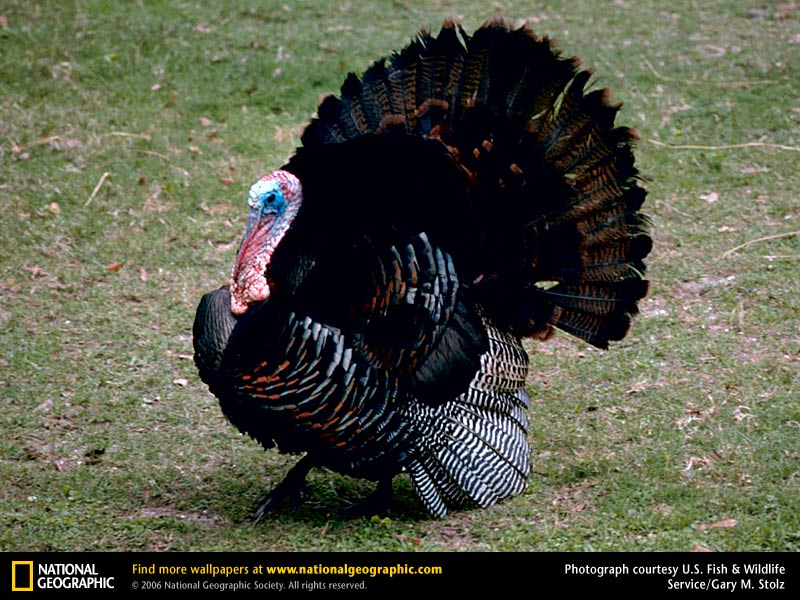 NATIONAL
GEOGRAPHIC
Find more wallpapers at www.nationalgeographic.com
© 2006 National Geographic Society. All rights reserved.
Photograph courtesy U.S. Fish & Wildlife
Service/Gary M. Stolz